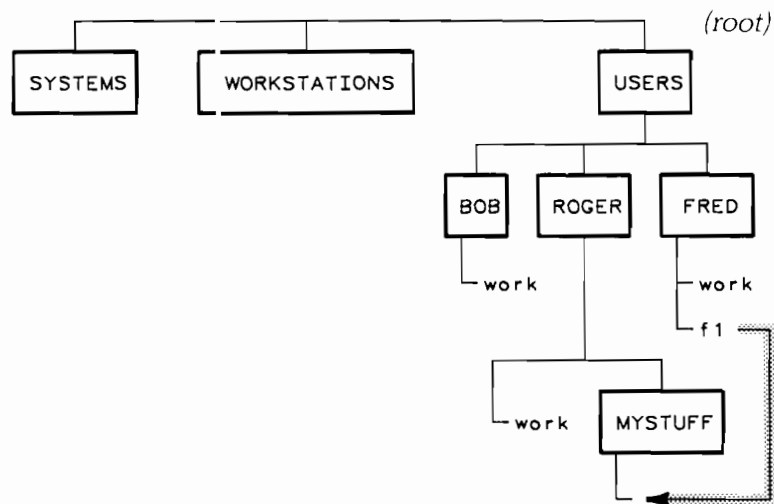 (root)
SYSTEMS WORKSTATIONS USERS
BOB ROGER FRED
work work
f1
work MYSTUFF